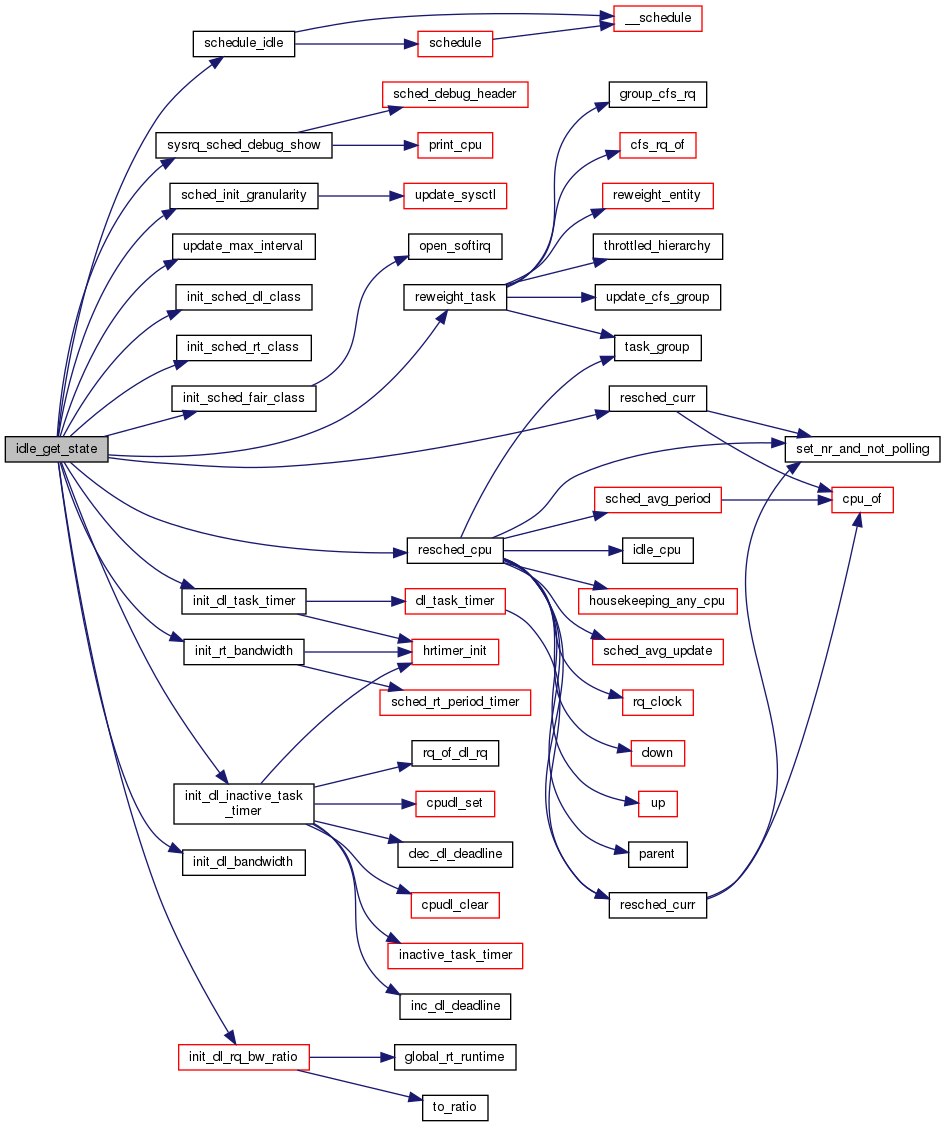 __schedule
schedule_idle
schedule
sched_debug_header
group_cfs_rq
sysrq_sched_debug_show
print_cpu
cfs_rq_of
sched_init_granularity
update_sysctl
reweight_entity
update_max_interval
open_softirq
throttled_hierarchy
init_sched_dl_class
reweight_task
update_cfs_group
init_sched_rt_class
task_group
init_sched_fair_class
resched_curr
idle_get_state
set_nr_and_not_polling
sched_avg_period
cpu_of
resched_cpu
idle_cpu
init_dl_task_timer
dl_task_timer
housekeeping_any_cpu
init_rt_bandwidth
hrtimer_init
sched_avg_update
sched_rt_period_timer
rq_clock
rq_of_dl_rq
down
init_dl_inactive_task
_timer
cpudl_set
up
init_dl_bandwidth
dec_dl_deadline
parent
cpudl_clear
resched_curr
inactive_task_timer
inc_dl_deadline
init_dl_rq_bw_ratio
global_rt_runtime
to_ratio